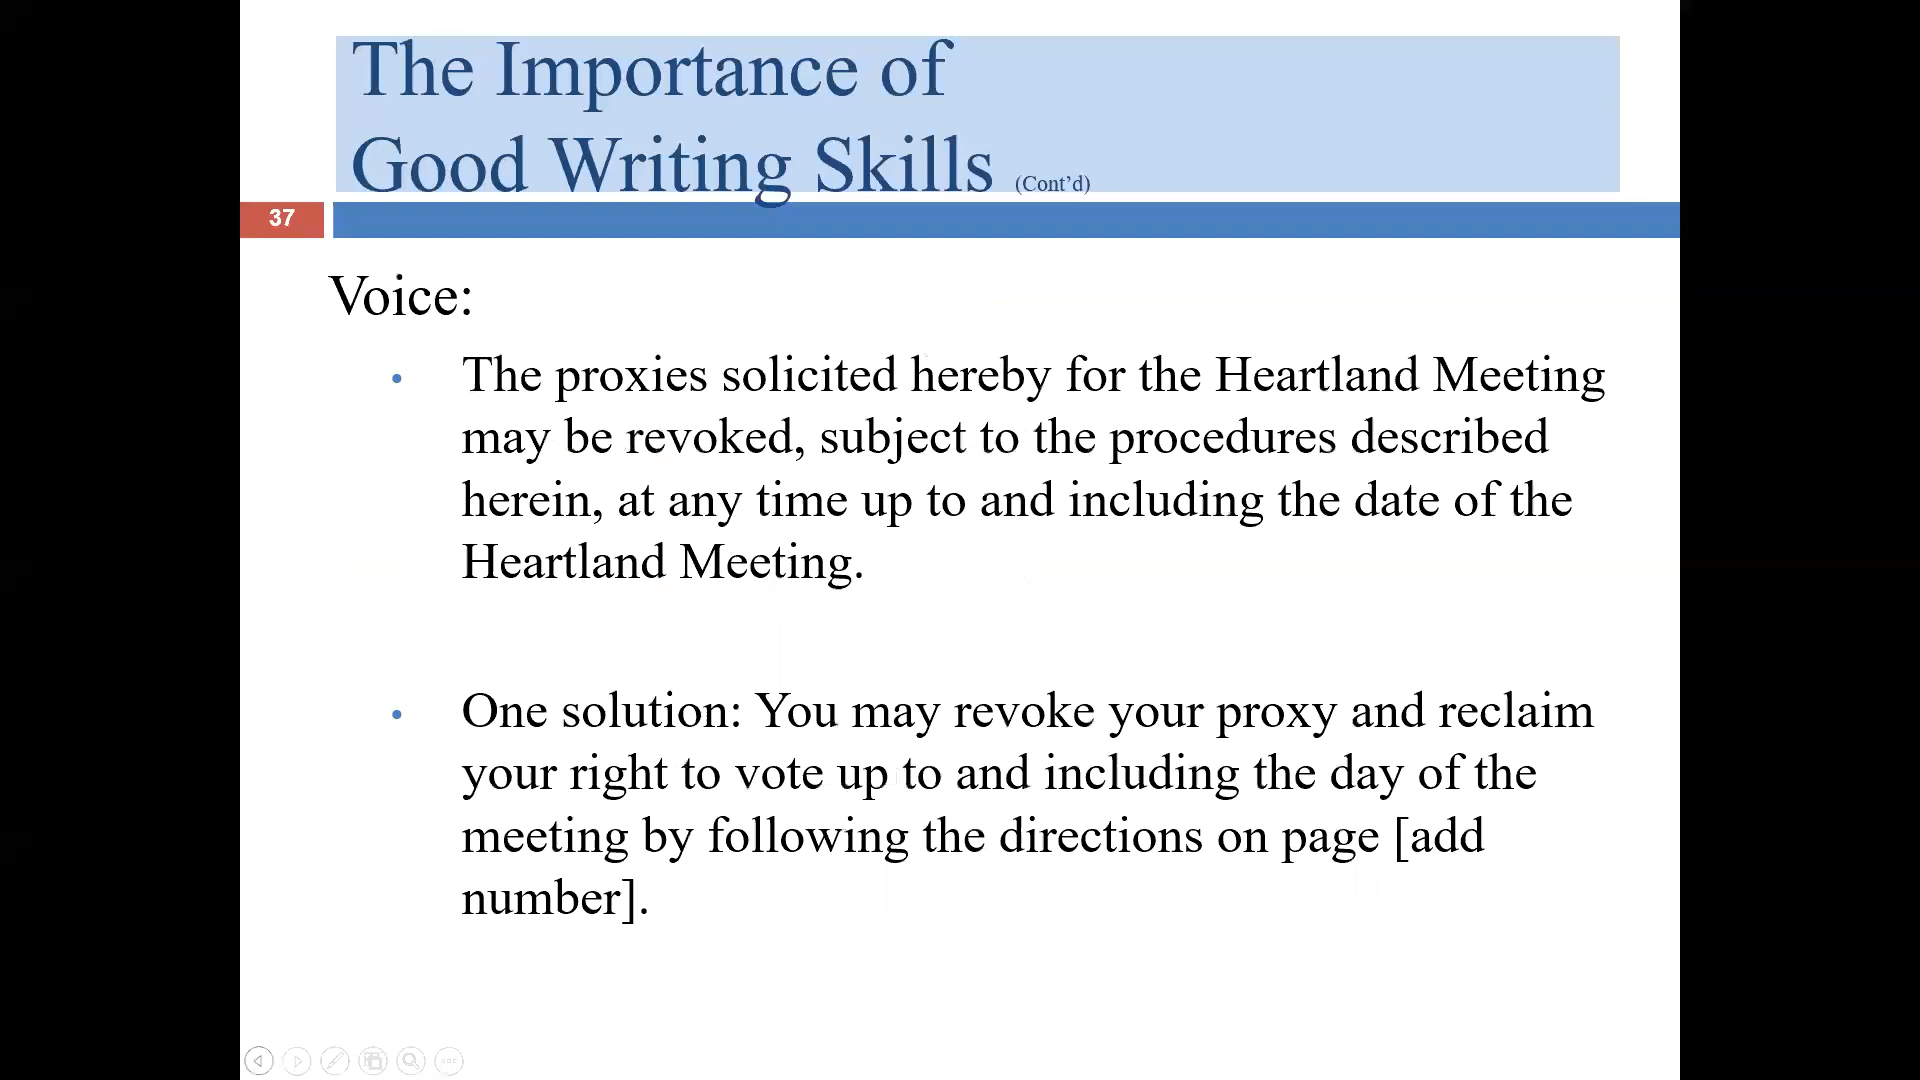 The Importance of
Good Writing Skills (Cont’d)
37
Voice:
• The proxies solicited hereby for the Heartland Meeting
may be revoked, subject to the procedures described
herein, at any time up to and including the date of the
Heartland Meeting.
• One solution: You may revoke your proxy and reclaim
your right to vote up to and including the day of the
meeting by following the directions on page [add
number].